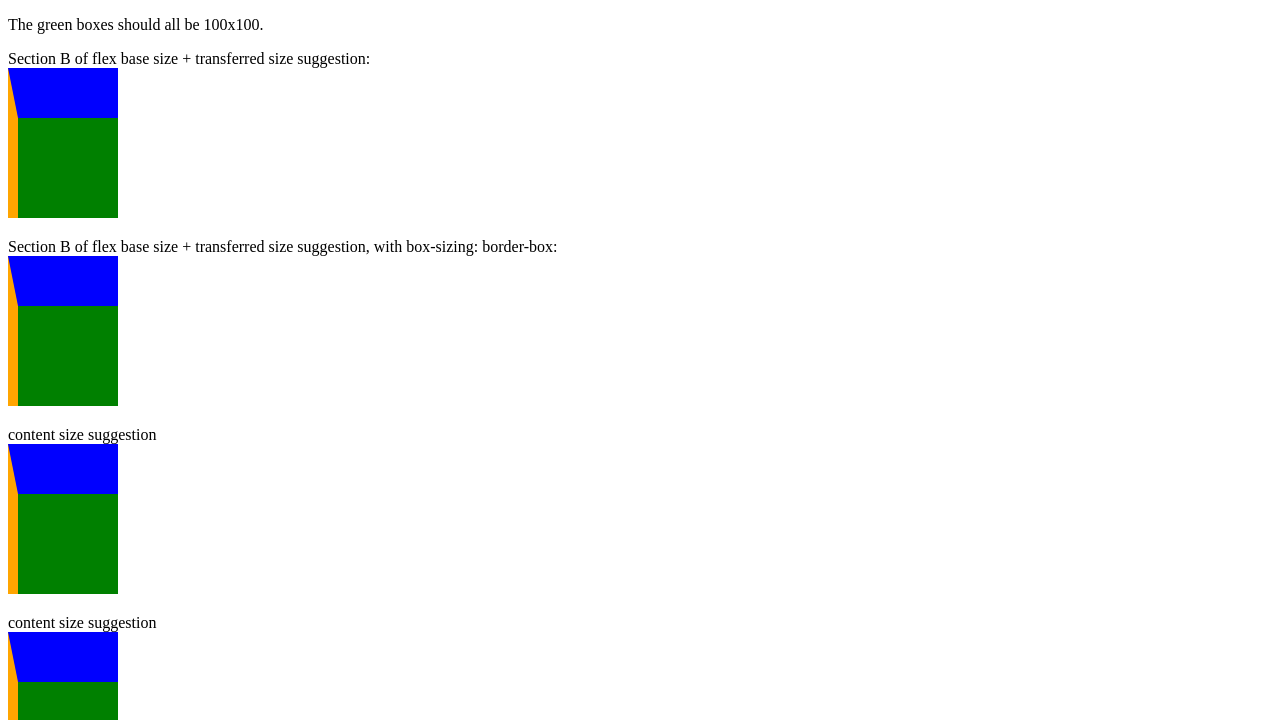 The green boxes should all be 100x100.
Section B of flex base size + transferred size suggestion:
Section B of flex base size + transferred size suggestion, with box-sizing: border-box:
content size suggestion
content size suggestion